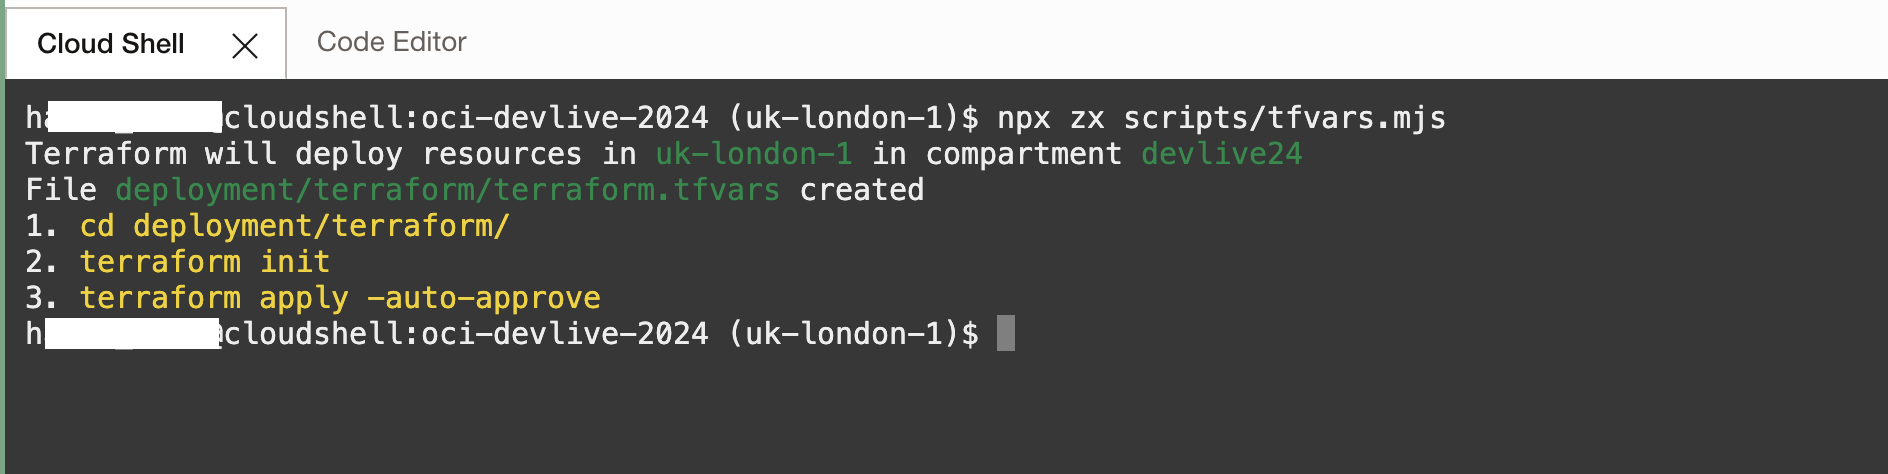 Cloud Shell Code Editor
cloudshell:oci-devlive-2024 (uk-london-1)$ npx zx scripts/tfvars.mjs
Terraform will deploy resources in uk-london-1 in compartment devlive24
File deployment/terraform/terraform.tfvars created
1. cd deployment/terraform/
2. terraform init
3. terraform apply -auto-approve
cloudshell:oci-devlive-2024 (uk-london-1)$